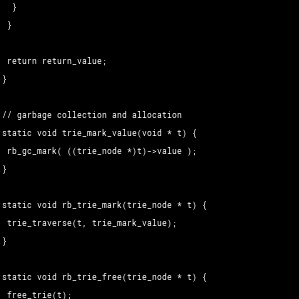 }
}
return return_value;
}
// garbage collection and allocation
static void trie_mark_value(void * t) {
rb_gc_mark( ((trie_node *)t)->value );
}
static void rb_trie_mark(trie_node * t) {
trie_traverse(t, trie_mark_value);
}
static void rb_trie_free(trie_node * t) {
free_trie(t);